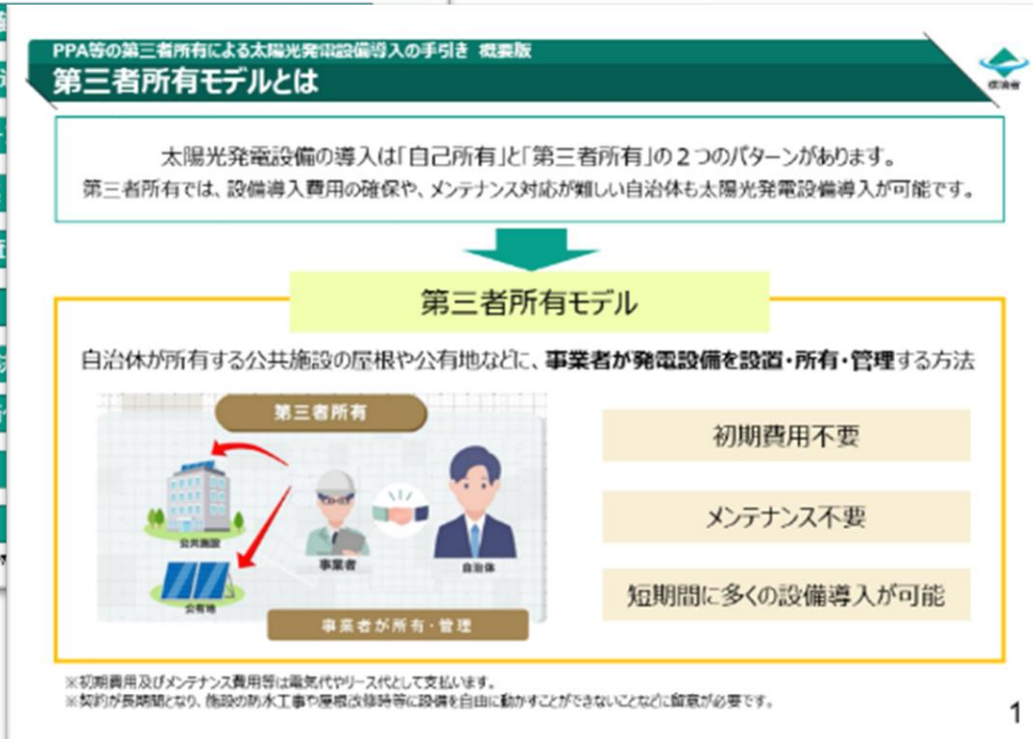 PPA等の第三者所有による太陽光発電設備導入の手引き 概要版
第三者所有モデルとは
環境省
太陽光発電設備の導入は「自己所有」と「第三者所有」の２つのパターンがあります。
第三者所有では、設備導入費用の確保や、メンテナンス対応が難しい自治体も太陽光発電設備導入が可能です。
第三者所有モデル
自治体が所有する公共施設の屋根や公有地などに、事業者が発電設備を設置・所有・管理する方法
第三者所有
公共施設
事業者
自治体
公有地
事業者が所有・管理
初期費用不要
メンテナンス不要
短期間に多くの設備導入が可能
※初期費用及びメンテナンス費用等は電気代やリース代として支払います。
※契約が長期間となり、施設の防水工事や屋根改修時等に設備を自由に動かすことができないことなどに留意が必要です。
1